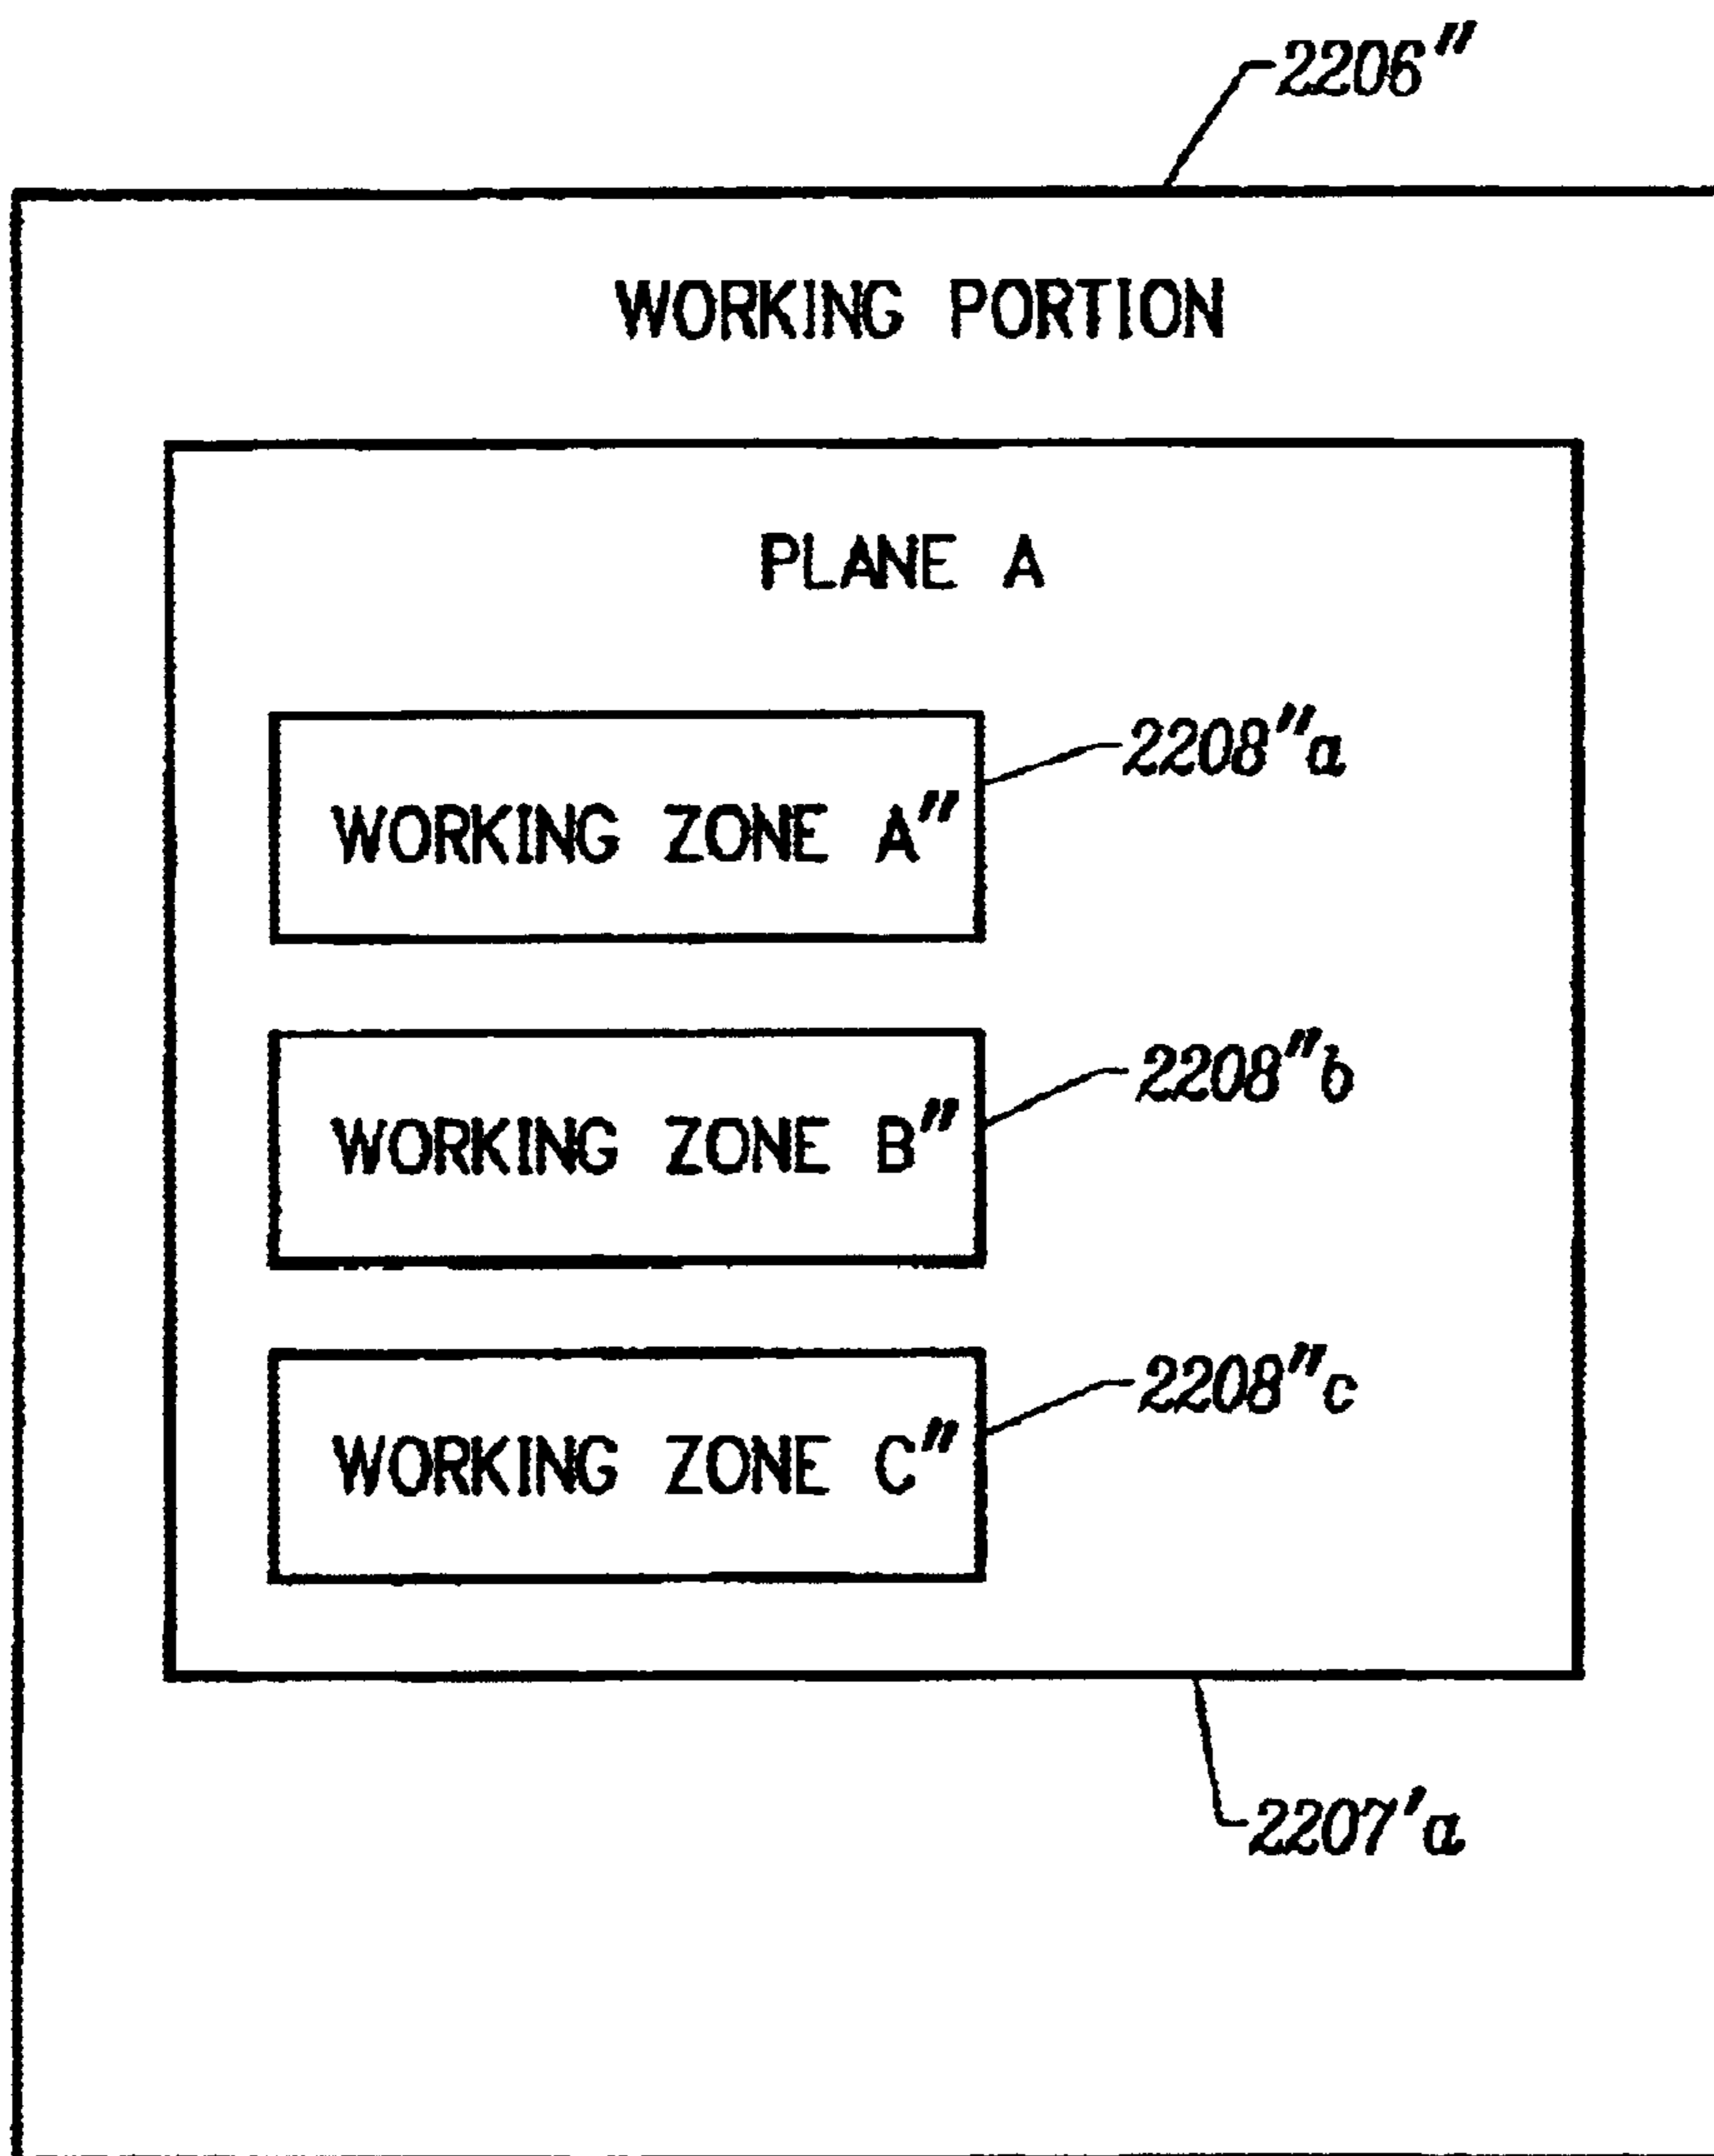 2206"
WORKING PORTION
PLANE A
2208"a
WORKING ZONE A"
2208"b
WORKING ZONE B"
2208"c
WORKING ZONE C"
2207'a